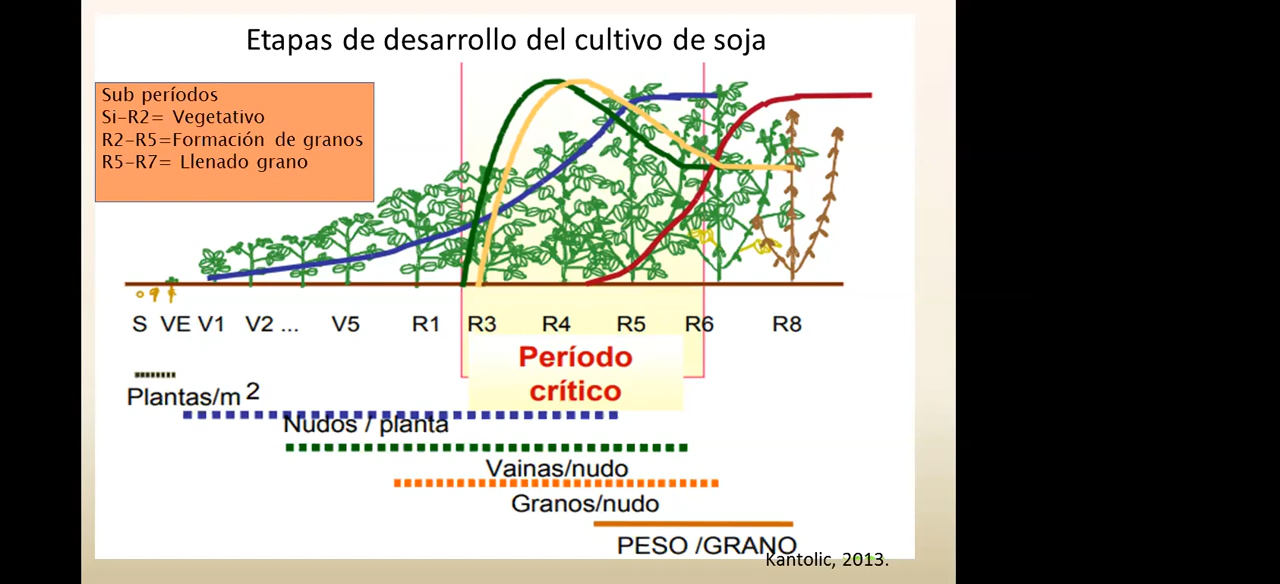 Etapas de desarrollo del cultivo de soja
Sub períodos
Si-R2= Vegetativo
R2-R5=Formación de granos
R5-R7= Llenado grano
S VE V1 V2 ... V5 R1 R3 R4 R5 R6 R8
Período
crítico
Plantas/m 2
Nudos / planta
Vainas/nudo
Granos/nudo
PESO /GRANO
Kantolic, 2013.